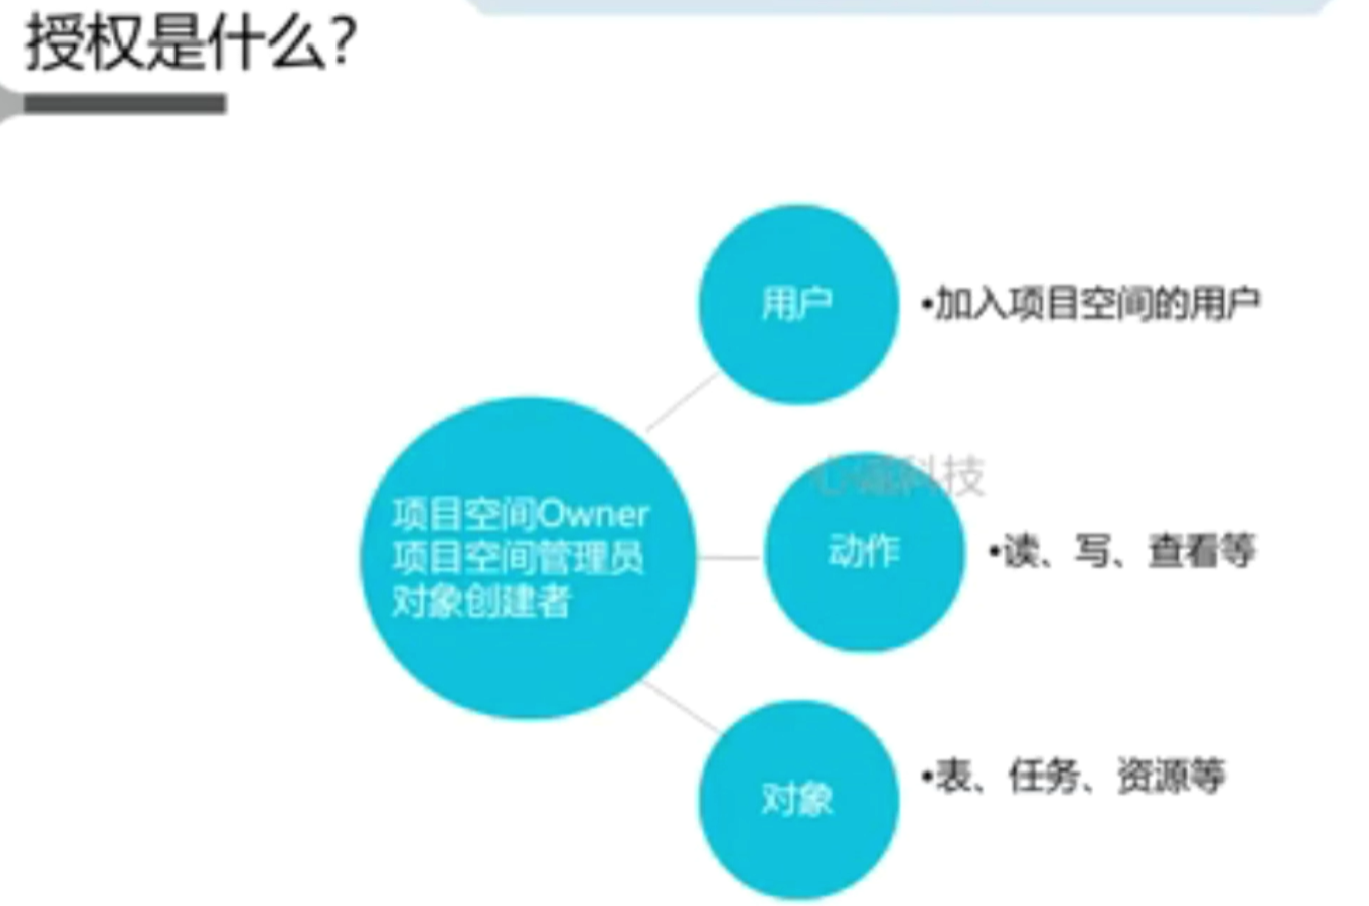 授权是什么?
用户
•加入项目空间的用户
项目空间Owner
项目空间管理员
对象创建者
动作
•读、写、查看等
对象
•表、任务、资源等
科技